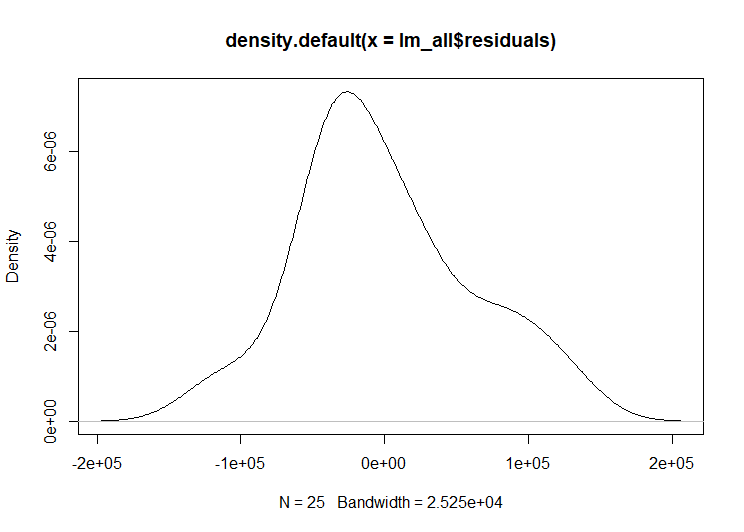 density.default(x = lm_all$residuals)
Density
6e-06
4e-06
2e-06
0e+00
-2e+05 -1e+05 0e+00 1e+05 2e+05
N = 25 Bandwidth = 2.525e+04